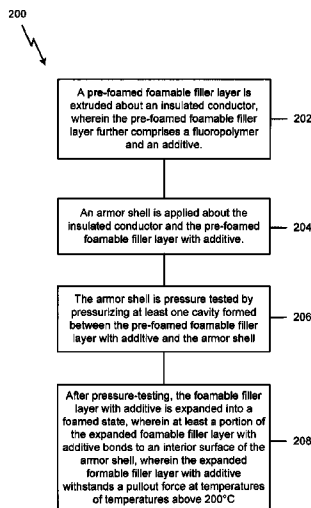 200
A pre-foamed foamable filler layer is
extruded about an insulated conductor,
wherein the pre-foamed foamable filler
layer further comprises a fluoropolymer
and an additive.
202
An armor shell is applied about the
insulated conductor and the pre-foamed
foamable filler layer with additive.
204
The armor shell is pressure tested by
pressurizing at least one cavity formed
between the pre-foamed foamable filler
layer with additive and the armor shell
206
After pressure-testing, the foamable filler
layer with additive is expanded into a
foamed state, wherein at least a portion of
the expanded foamable filler layer with
additive bonds to an interior surface of the
armor shell, wherein the expanded
formable filler layer with additive
withstands a pullout force at temperatures
of temperatures above 200°C
208